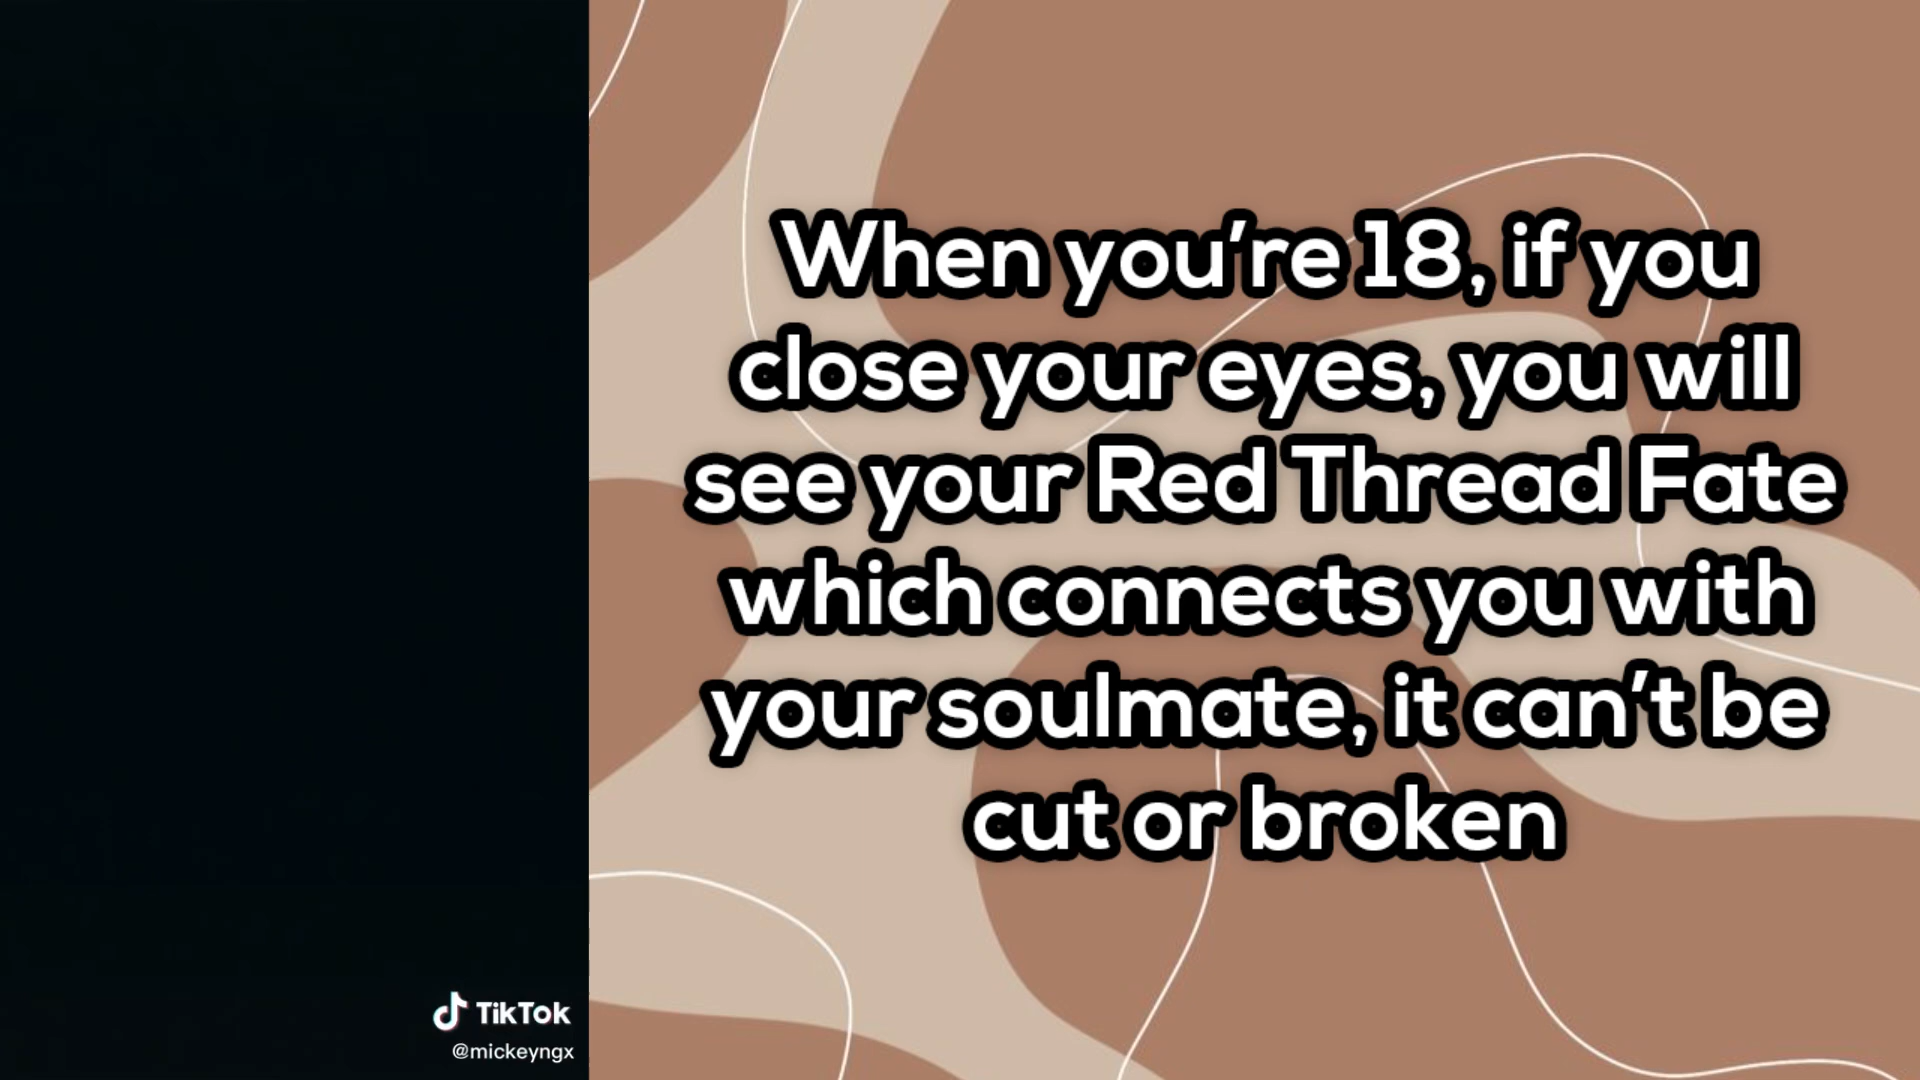 When you're 18, if you
close your eyes, you will
see your Red Thread Fate
which connects you with
your soulmate, it can't be
cut or broken
TikTok
@mickeyngx